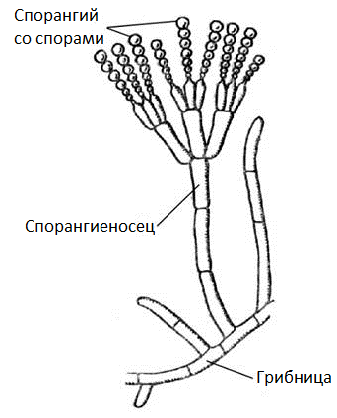 Спорангий
со спорами
Спорангиеносец
Грибница